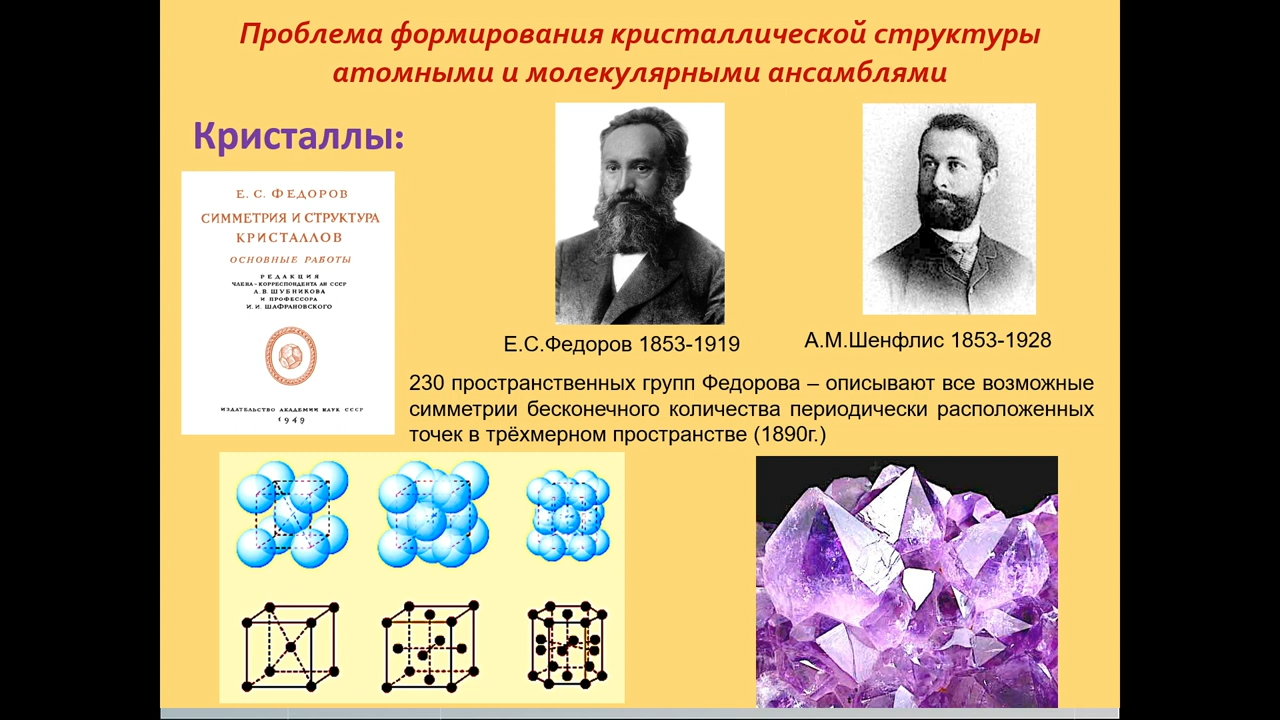 Проблема формирования кристаллической структуры
атомными и молекулярными ансамблями
Кристаллы:
Е. С. ФЕДОРОВ
СИММЕТРИЯ И СТРУКТУРА
КРИСТАЛЛОВ
ОСНОВНЫЕ РАБОТЫ
РЕДАКЦИЯ
ЧЛЕНА-КОРРЕСПОНДЕНТА АН СССР
А.В. ШУБНИКОВА
И ПРОФЕССОРА
И.И. ШАФРАНОВСКОГО
ИЗДАТЕЛЬСТВО АКАДЕМИИ НАУК СССР
1949
Е.С.Федоров 1853-1919
А.М.Шенфлис 1853-1928
230 пространственных групп Федорова – описывают все возможные
симметрии бесконечного количества периодически расположенных
точек в трёхмерном пространстве (1890г.)